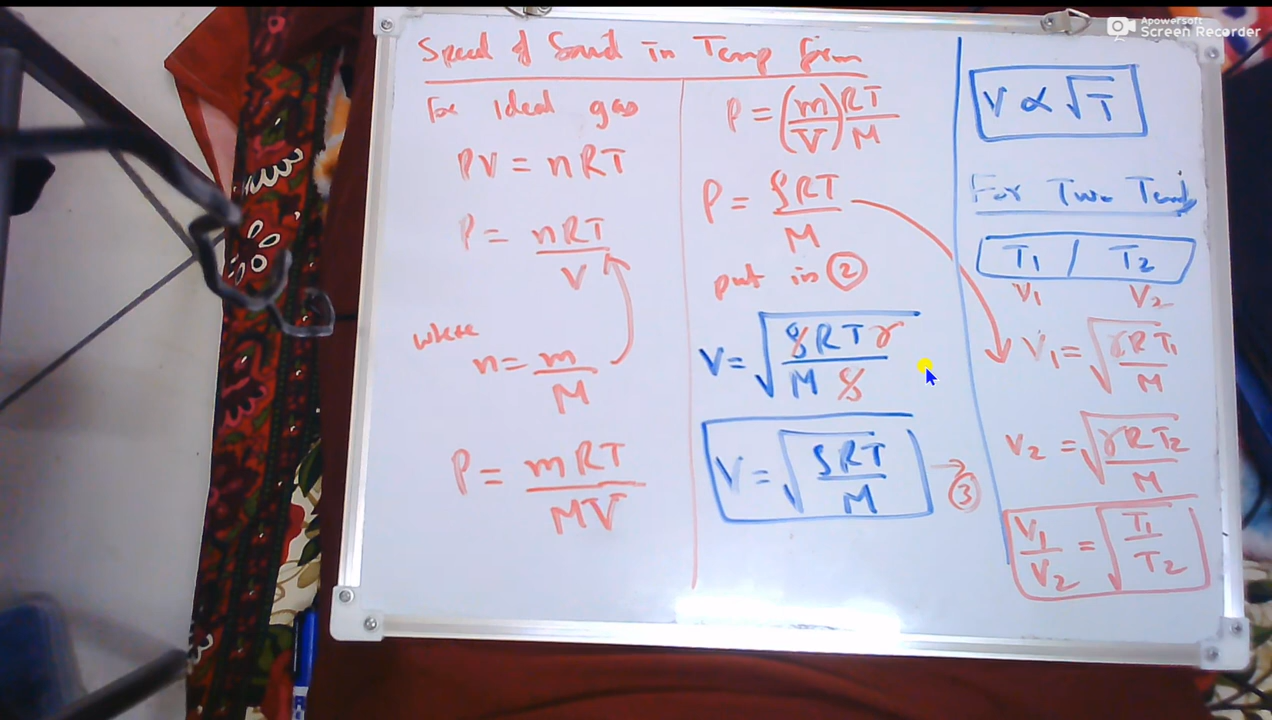 Speed of Sound in Temp form
For ideal gas
PV = nRT
P = nRT / V
where
n = m / M
P = mRT / MV
P = (m/V) RT / M
P = ρRT / M
put in ②
V = √(ρRTγ / Mρ)
V = √(ρRT / M) → ③
V ∝ √T
For Two Temp
T₁ / T₂
V₁ V₂
V₁ = √(γRT₁ / M)
V₂ = √(γRT₂ / M)
V₁ / V₂ = √(T₁ / T₂)
Apowersoft
Screen Recorder